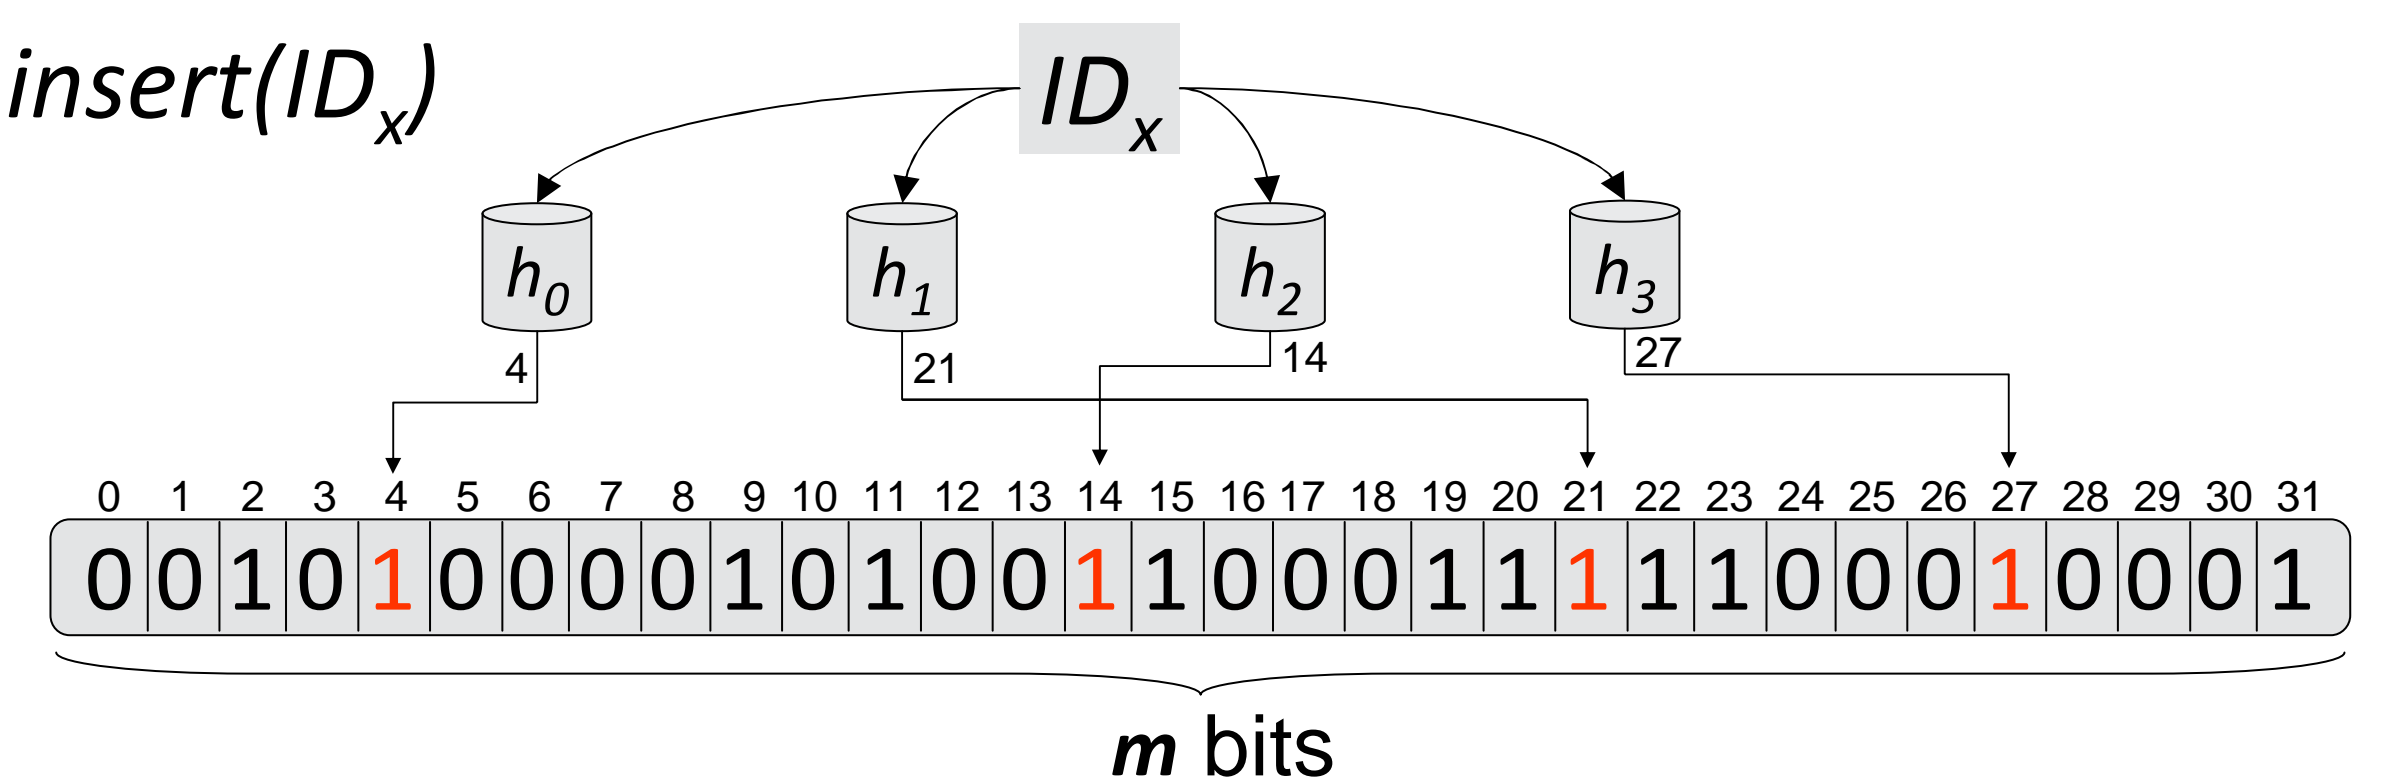 insert(IDx) IDx
h0 h1 h2 h3
4 21 14 27
0 1 2 3 4 5 6 7 8 9 10 11 12 13 14 15 16 17 18 19 20 21 22 23 24 25 26 27 28 29 30 31
0 0 1 0 1 0 0 0 0 1 0 1 0 0 1 1 0 0 0 1 1 1 1 1 0 0 0 1 0 0 0 1
m bits